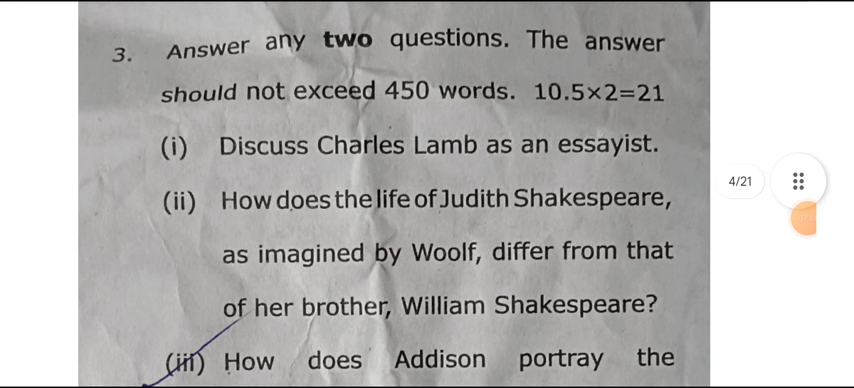 3. Answer any two questions. The answer
should not exceed 450 words. 10.5×2=21
(i) Discuss Charles Lamb as an essayist.
4/21
(ii) How does the life of Judith Shakespeare,
as imagined by Woolf, differ from that
of her brother, William Shakespeare?
(iii) How does Addison portray the